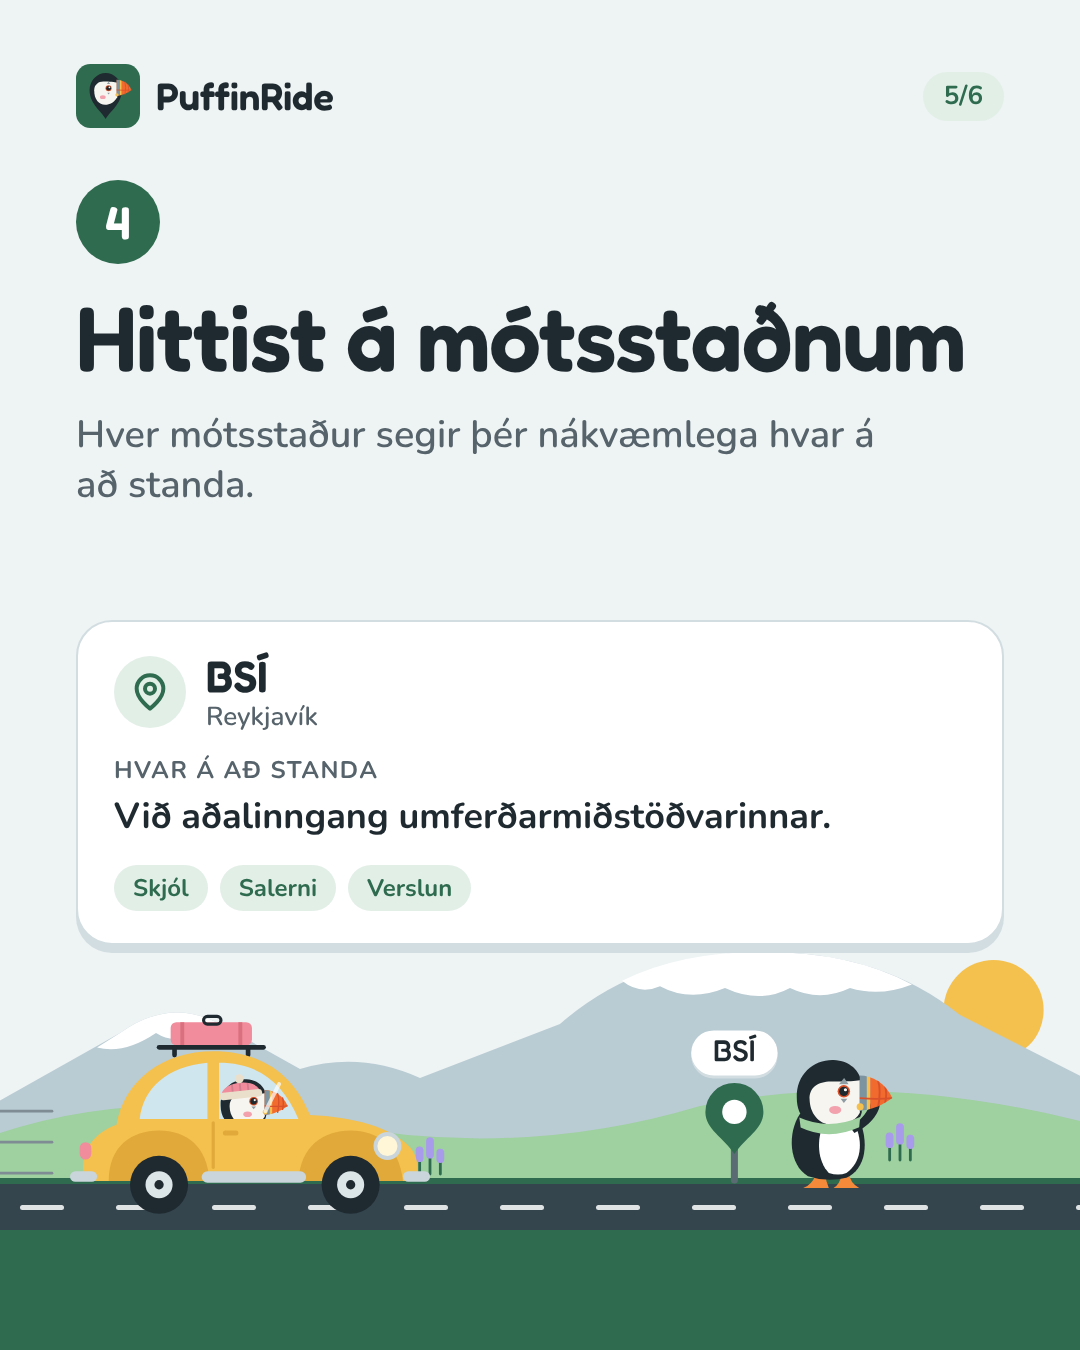 PuffinRide
5/6
4
Hittist á mótsstaðnum
Hver mótsstaður segir þér nákvæmlega hvar á
að standa.
BSÍ
Reykjavík
HVAR Á AÐ STANDA
Við aðalinngang umferðarmiðstöðvarinnar.
Skjól Salerni Verslun
BSÍ